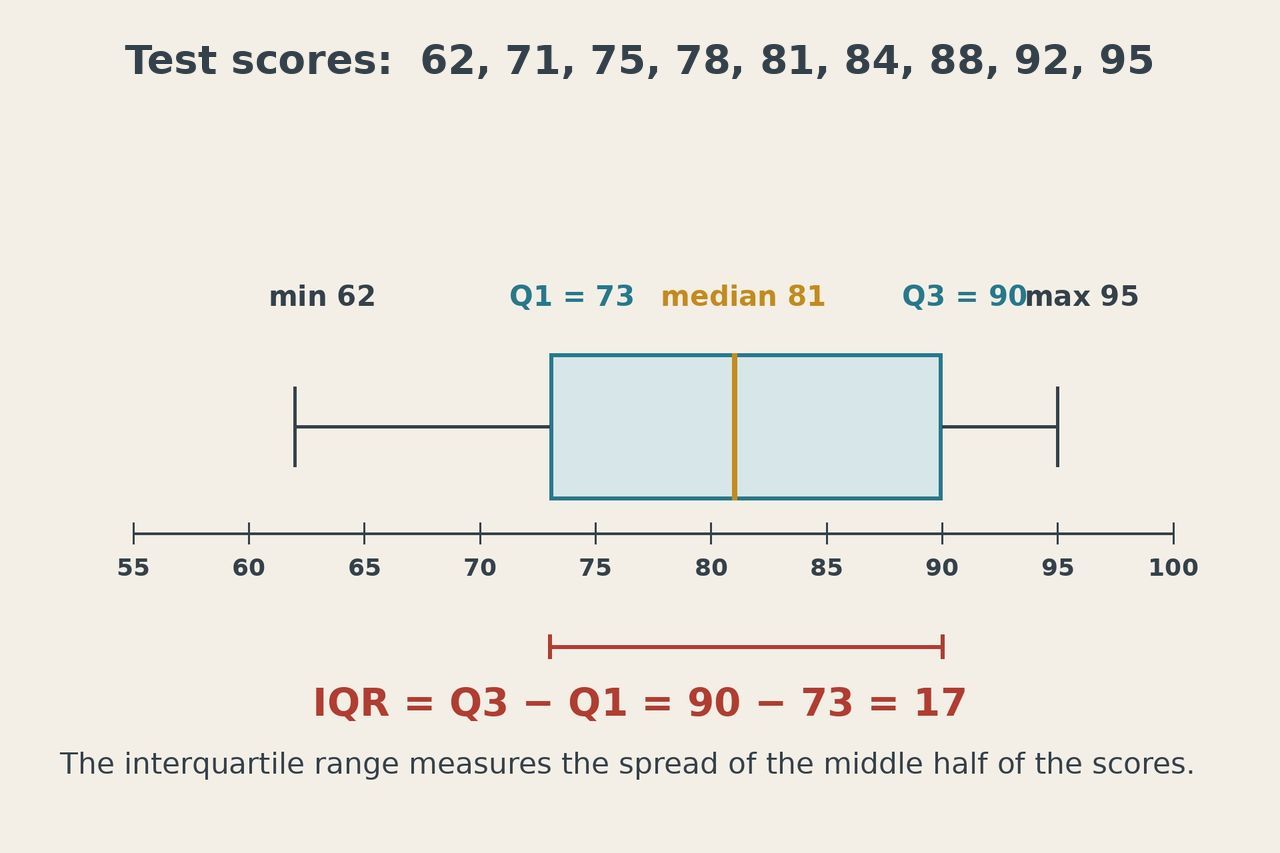 Test scores:  62, 71, 75, 78, 81, 84, 88, 92, 95
min 62 Q1 = 73 median 81 Q3 = 90 max 95
55 60 65 70 75 80 85 90 95 100
IQR = Q3 − Q1 = 90 − 73 = 17
The interquartile range measures the spread of the middle half of the scores.